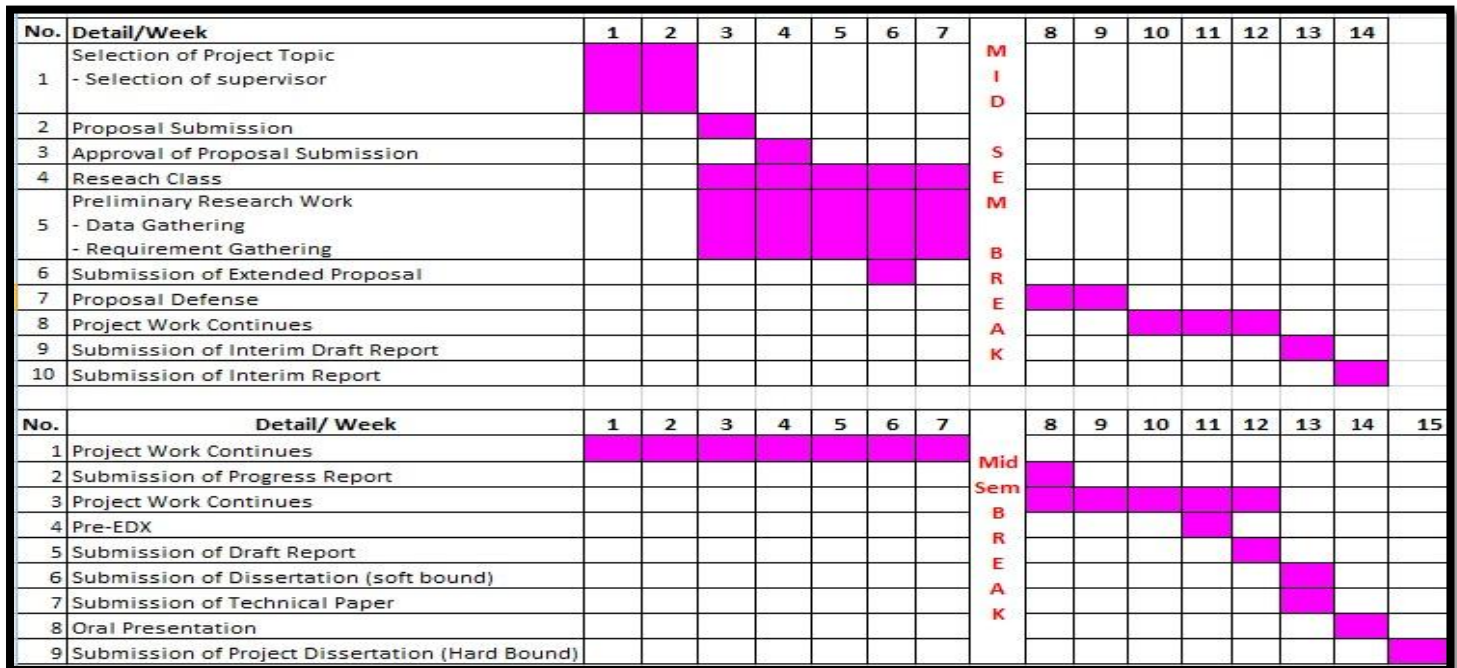 No. Detail/Week 1 2 3 4 5 6 7 8 9 10 11 12 13 14
Selection of Project Topic
1 - Selection of supervisor
2 Proposal Submission
3 Approval of Proposal Submission
4 Reseach Class
Preliminary Research Work
5 - Data Gathering
- Requirement Gathering
6 Submission of Extended Proposal
7 Proposal Defense
8 Project Work Continues
9 Submission of Interim Draft Report
10 Submission of Interim Report
MID SEM BREAK
No. Detail/ Week 1 2 3 4 5 6 7 8 9 10 11 12 13 14 15
1 Project Work Continues
2 Submission of Progress Report
3 Project Work Continues
4 Pre-EDX
5 Submission of Draft Report
6 Submission of Dissertation (soft bound)
7 Submission of Technical Paper
8 Oral Presentation
9 Submission of Project Dissertation (Hard Bound)
Mid
Sem
BREAK